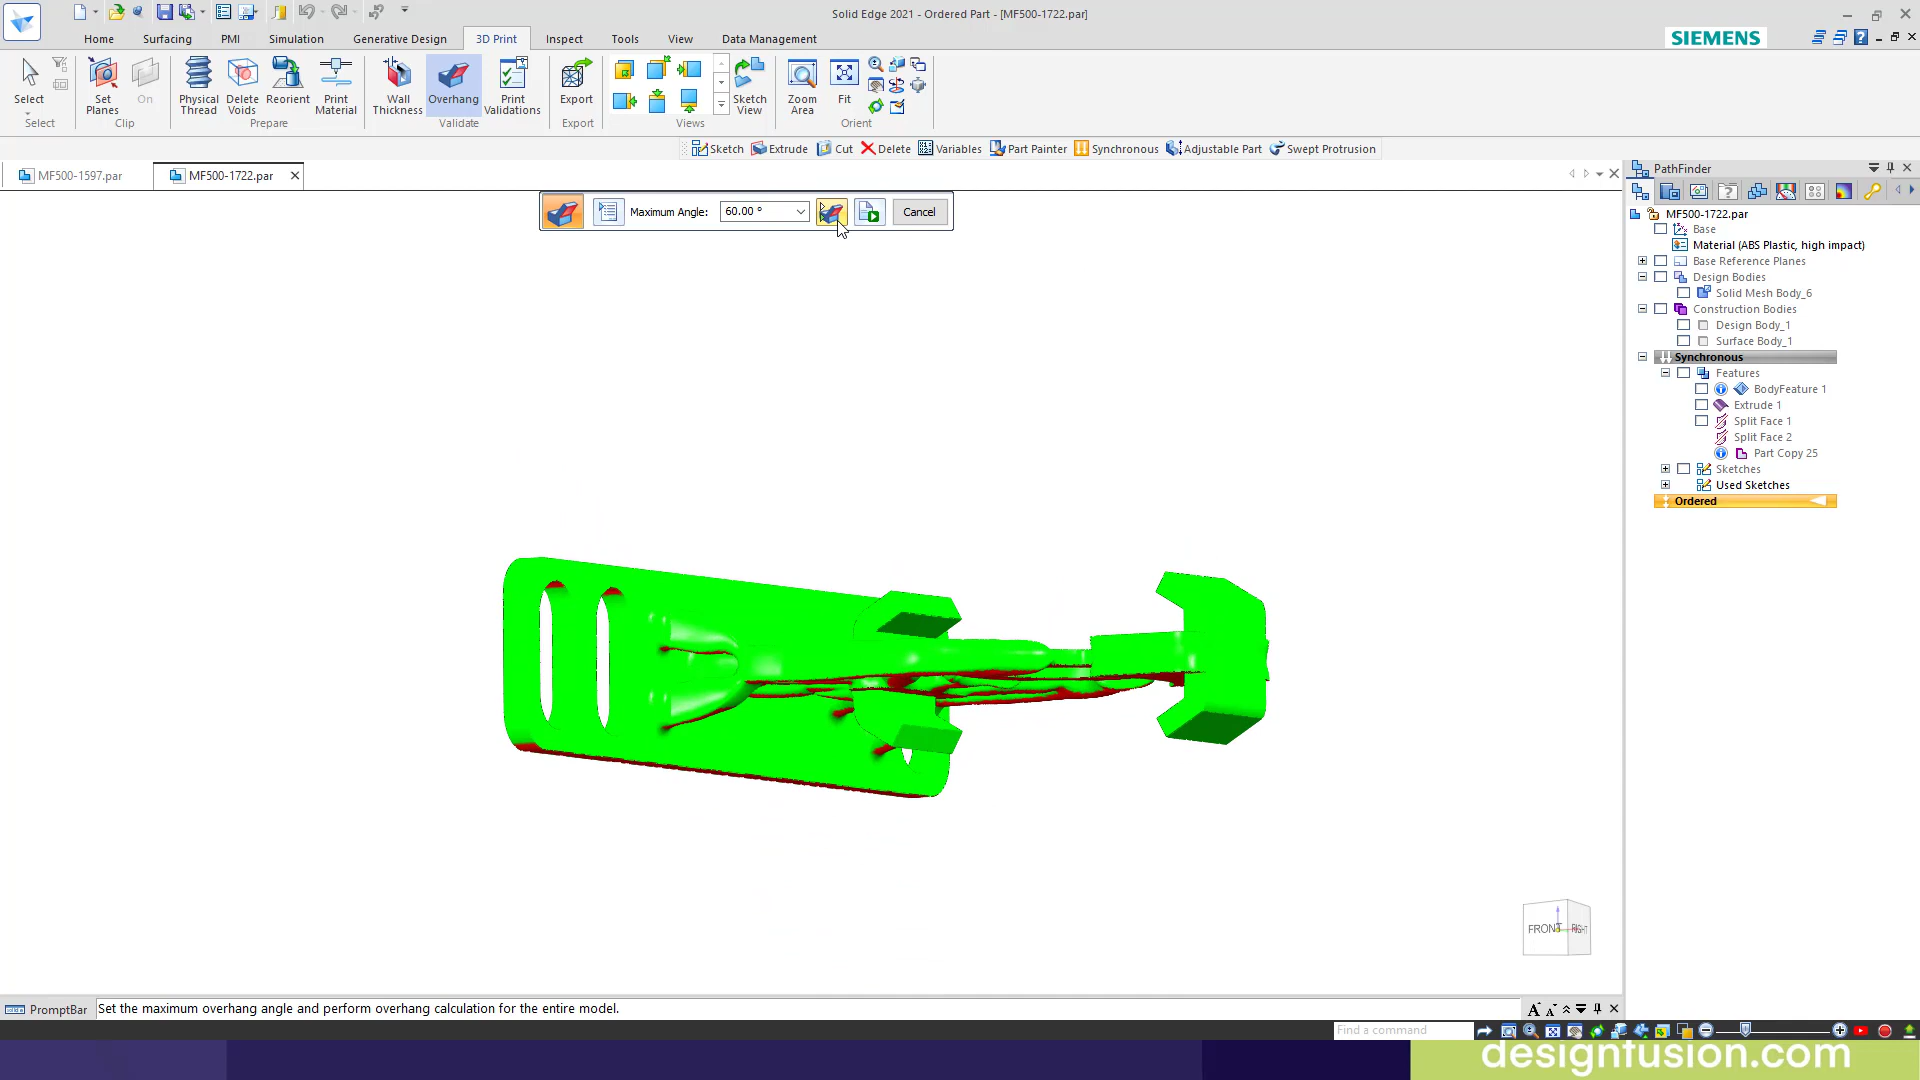 Solid Edge 2021 - Ordered Part - [MF500-1722.par]
Home Surfacing PMI Simulation Generative Design 3D Print Inspect Tools View Data Management
SIEMENS
Select Set Planes On Physical Thread Delete Voids Reorient Print Material Wall Thickness Overhang Print Validations Export Sketch View Zoom Area Fit
Select Clip Prepare Validate Export Views Orient
Sketch Extrude Cut Delete Variables Part Painter Synchronous Adjustable Part Swept Protrusion
MF500-1597.par MF500-1722.par
Maximum Angle: 60.00 ° Cancel
PathFinder
MF500-1722.par
Base
Material (ABS Plastic, high impact)
Base Reference Planes
Design Bodies
Solid Mesh Body_6
Construction Bodies
Design Body_1
Surface Body_1
Synchronous
Features
BodyFeature 1
Extrude 1
Split Face 1
Split Face 2
Part Copy 25
Sketches
Used Sketches
Ordered
FRONT RIGHT
PromptBar Set the maximum overhang angle and perform overhang calculation for the entire model.
Find a command
designfusion.com